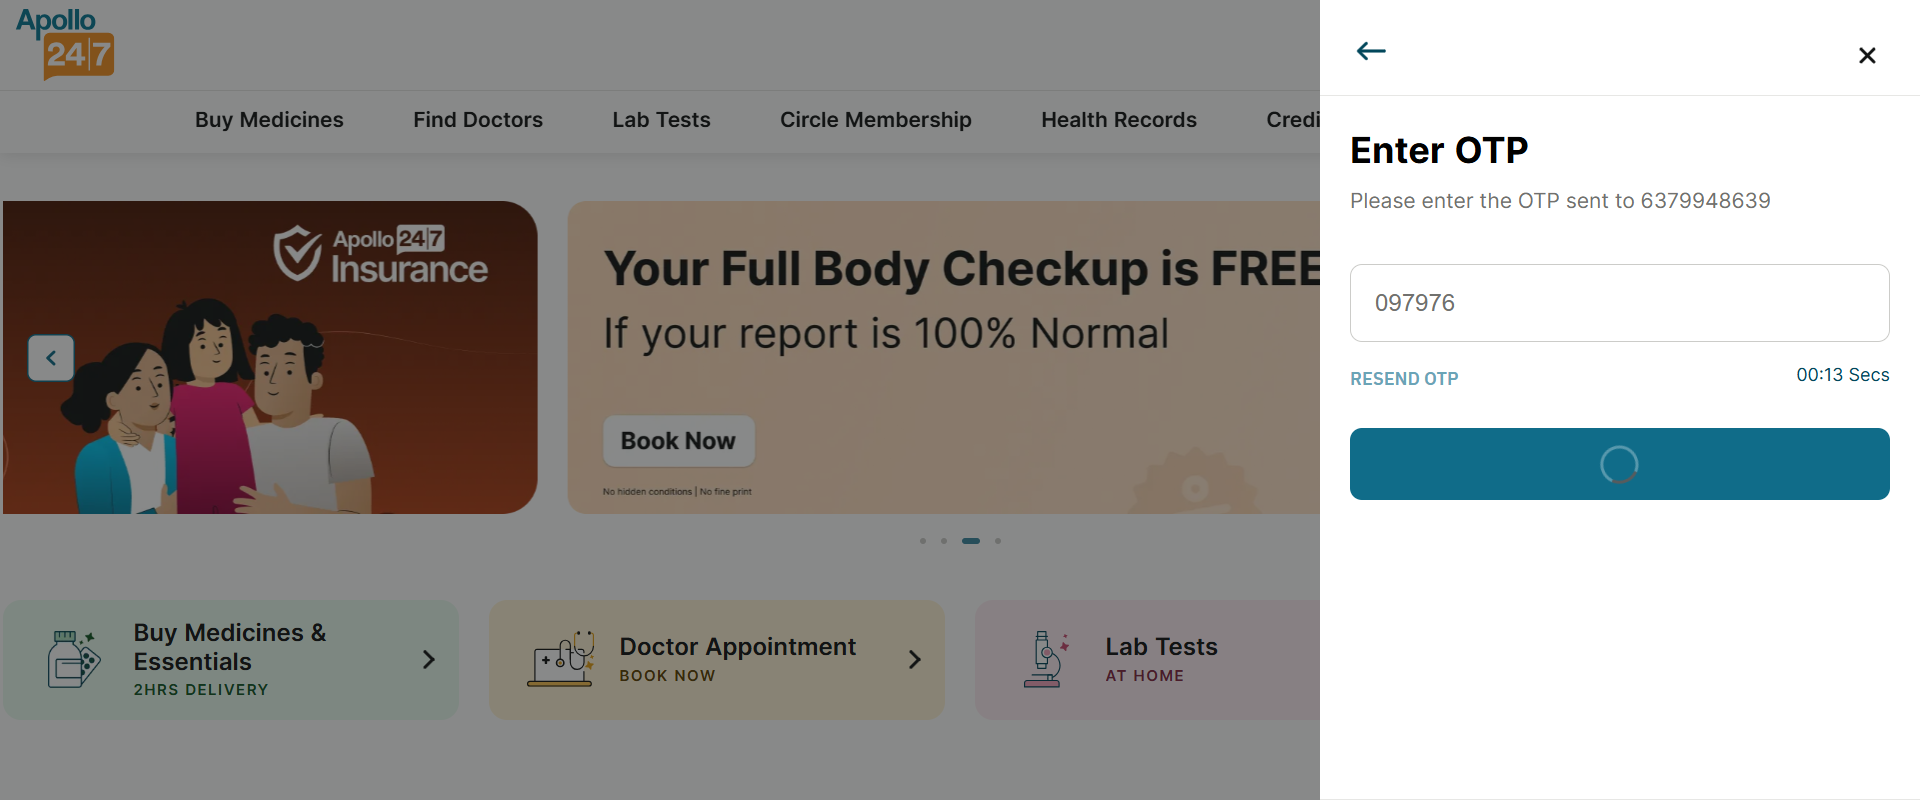 Apollo
24|7
Buy Medicines
Find Doctors
Lab Tests
Circle Membership
Health Records
Credi
Apollo 24|7
Insurance
Your Full Body Checkup is FREE
If your report is 100% Normal
Book Now
No hidden conditions | No fine print
Buy Medicines &
Essentials
2HRS DELIVERY
Doctor Appointment
BOOK NOW
Lab Tests
AT HOME
Enter OTP
Please enter the OTP sent to 6379948639
097976
RESEND OTP
00:13 Secs